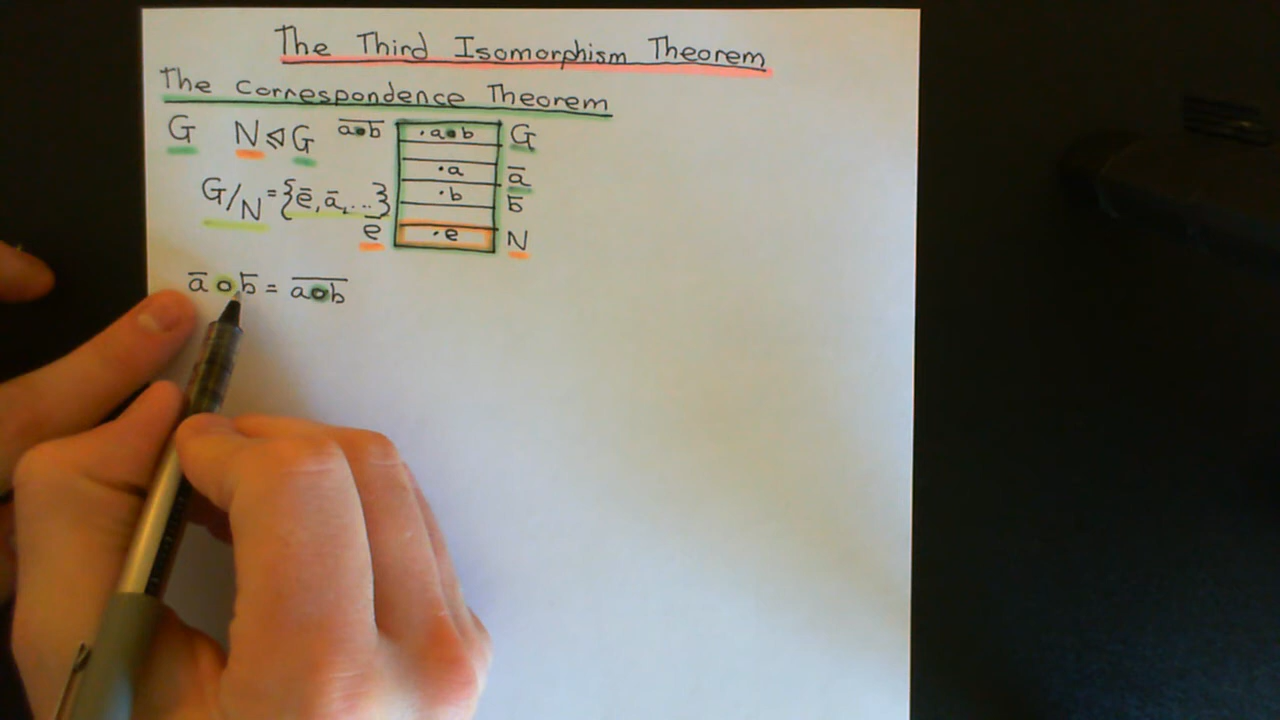 The Third Isomorphism Theorem
The Correspondence Theorem
G N⊲G a∘b̅ ·a∘b G
·a ā
G/N={ē,ā,...} ·b b̄
ē ·e N
ā∘b̄ = a∘b̅